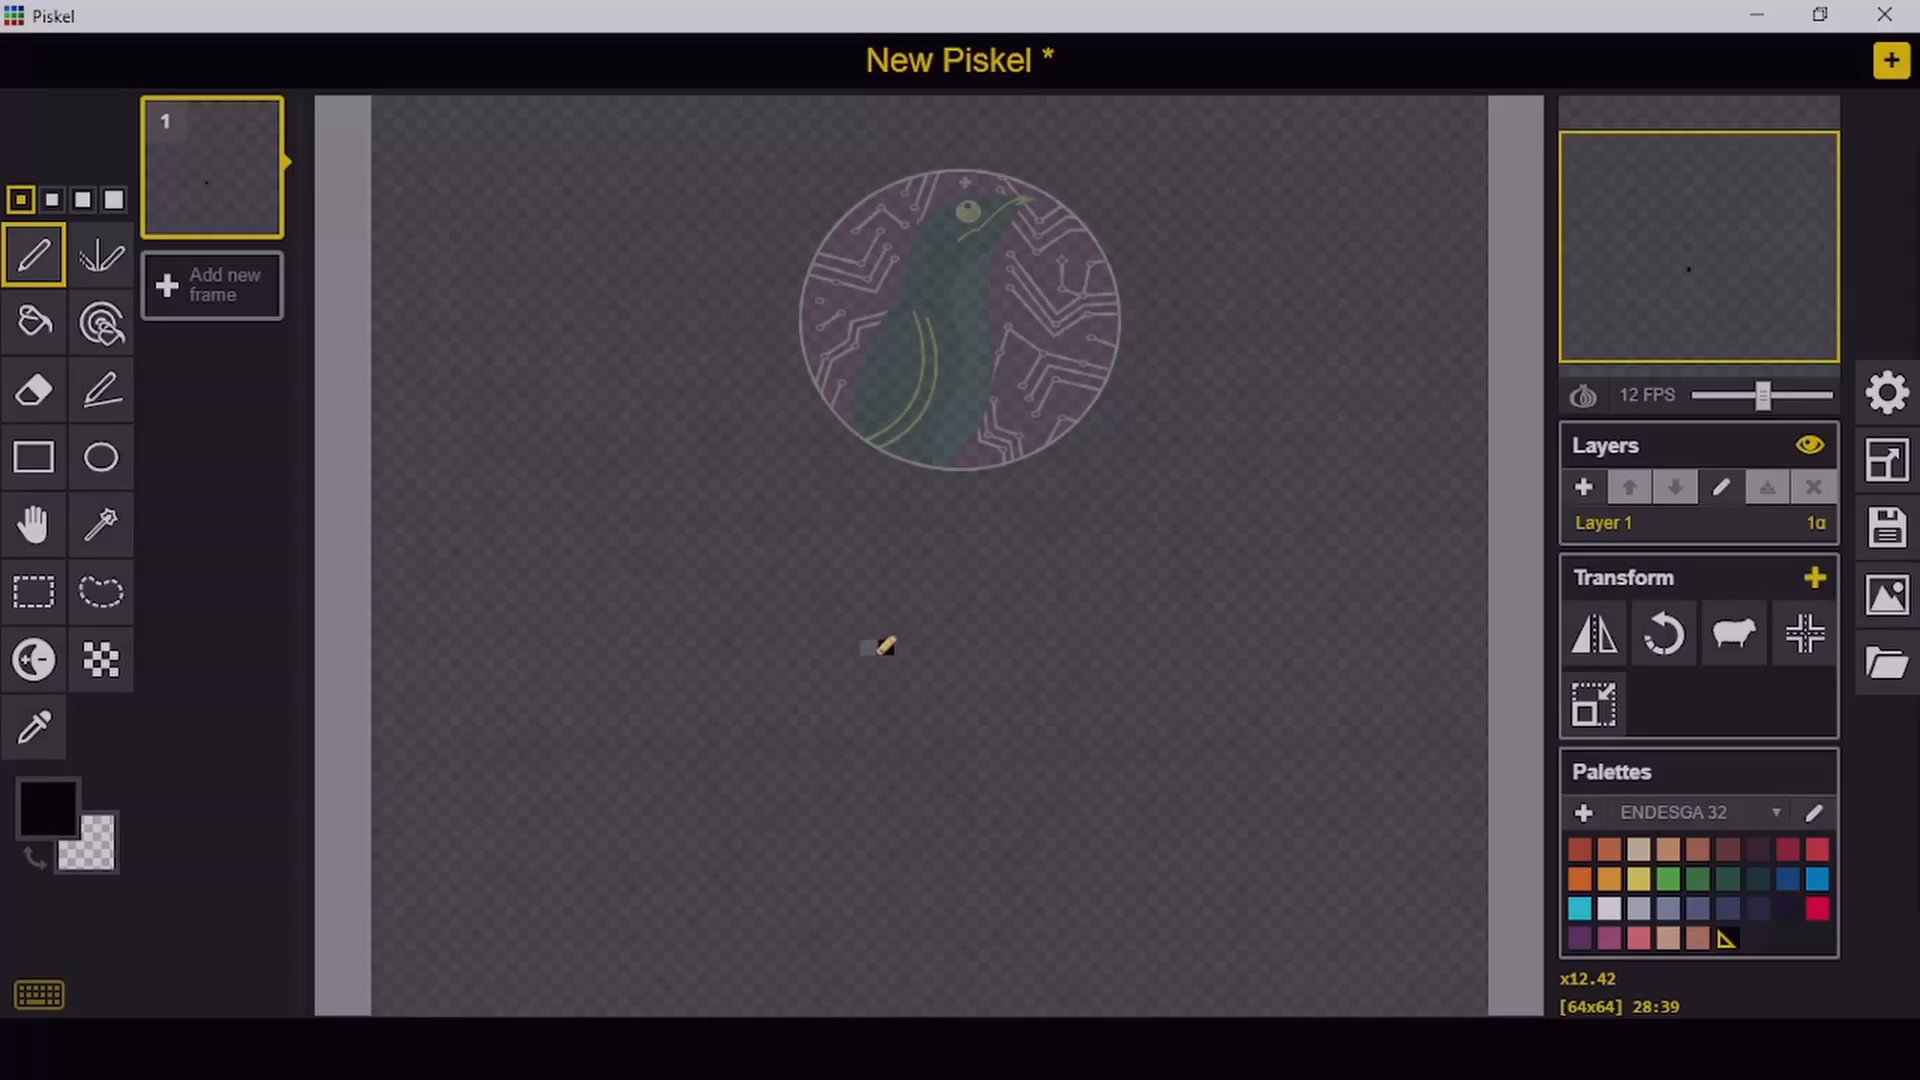 Piskel
New Piskel *
1
Add new
frame
12 FPS
Layers
Layer 1
1α
Transform
Palettes
ENDESGA 32
x12.42
[64x64] 28:39